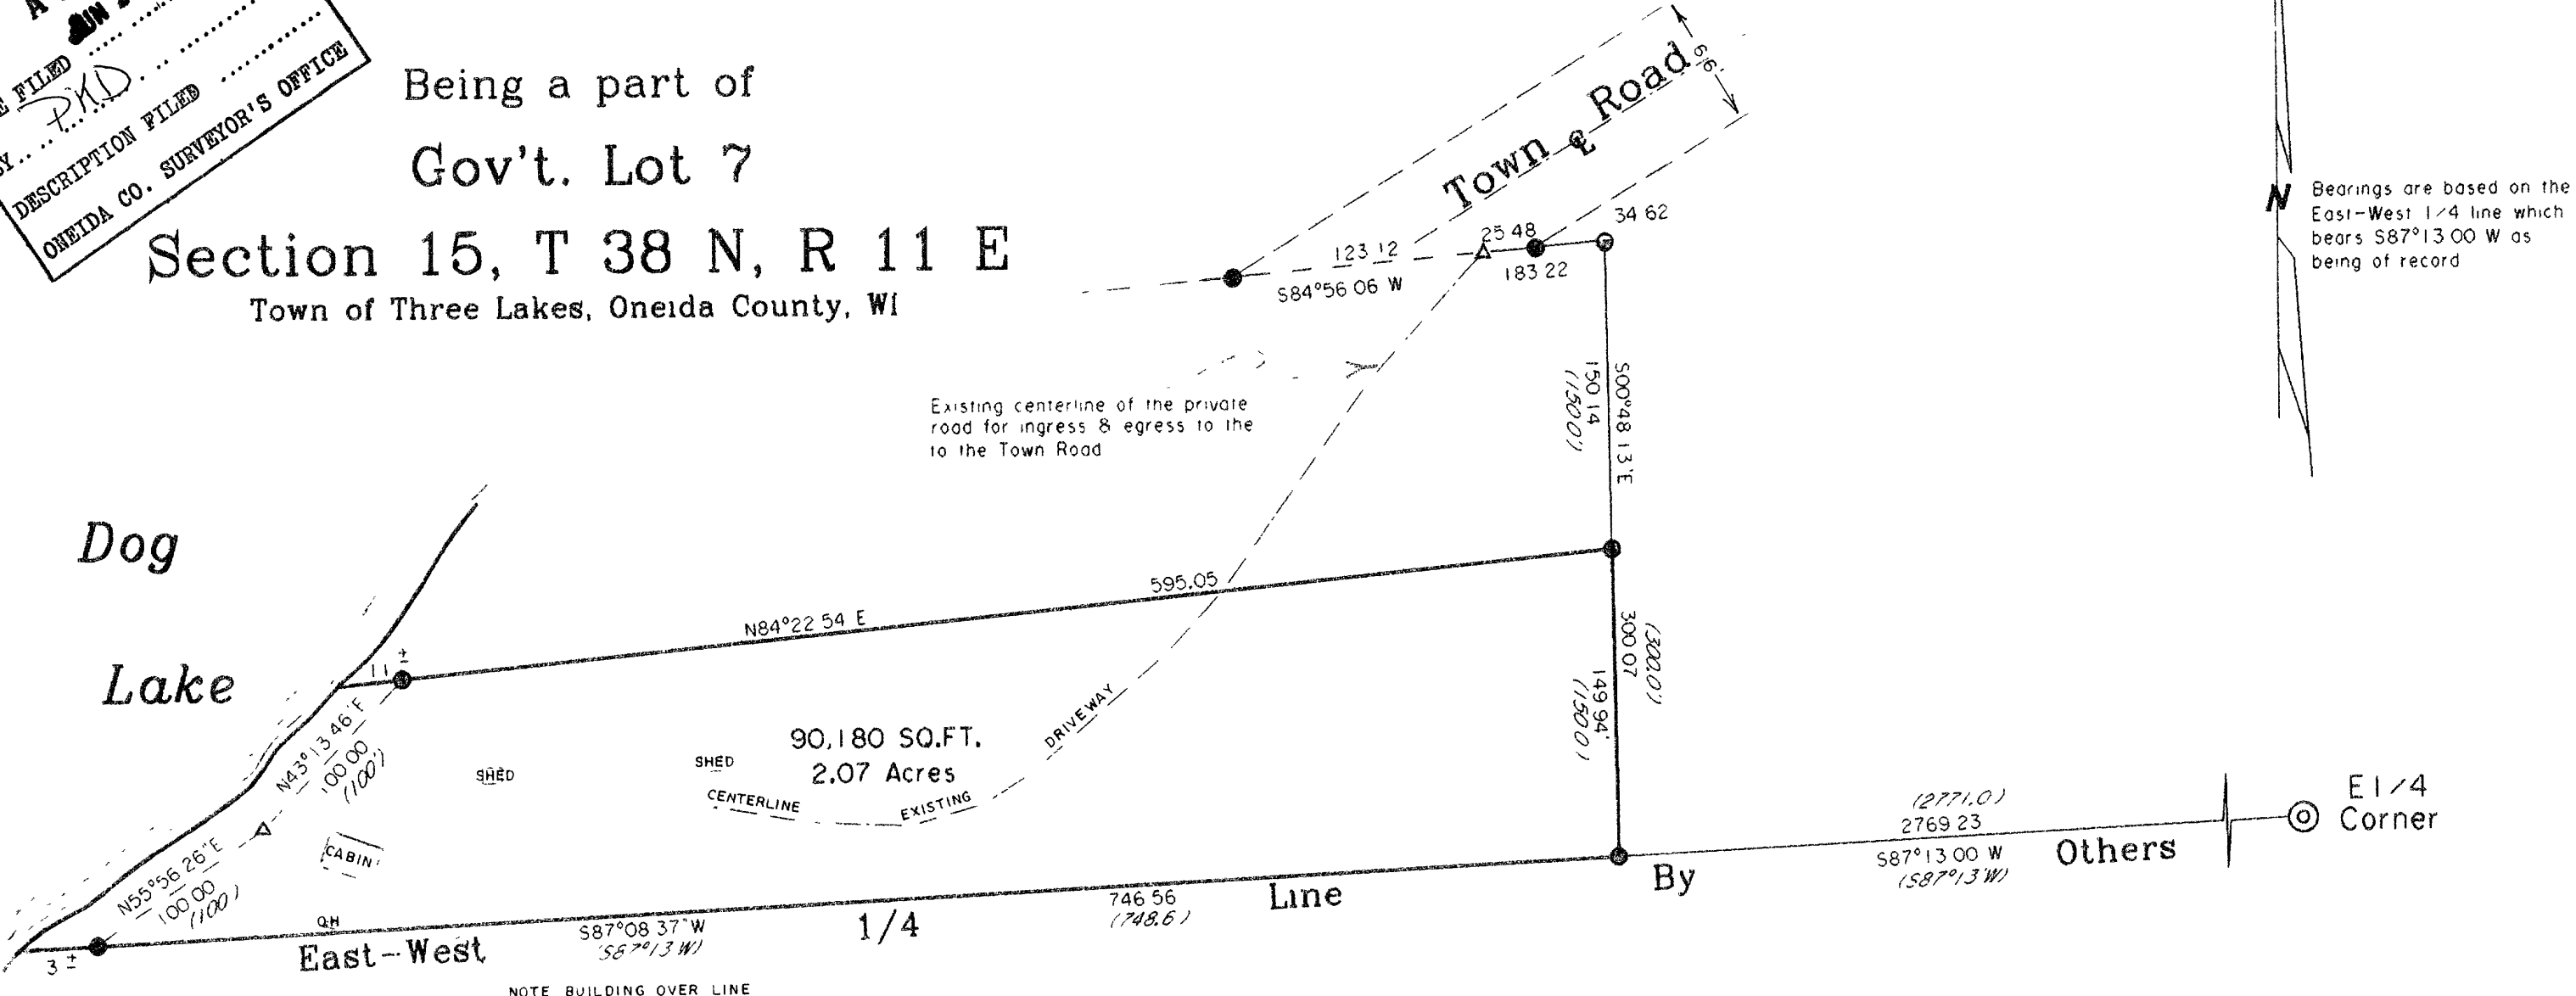 FILED
PKD
DESCRIPTION FILED
ONEIDA CO. SURVEYOR'S OFFICE
Being a part of
Gov't. Lot 7
Section 15, T 38 N, R 11 E
Town of Three Lakes, Oneida County, WI
Town ℄ Road
66'
34 62
25 48
123 12
183 22
S84°56 06 W
N
Bearings are based on the
East-West 1/4 line which
bears S87°13 00 W as
being of record
Existing centerline of the private
road for ingress & egress to the
to the Town Road
S00°48 13"E
150 14
(150 0')
Dog
Lake
595.05
N84°22 54 E
11 ±
300 07
(300.0')
149 94'
(150 0')
N43°13 46"E
100 00
(100')
N55°56 26"E
100 00
(100')
SHED
SHED
CABIN
90,180 SQ.FT.
2.07 Acres
CENTERLINE EXISTING DRIVEWAY
(2771.0)
2769 23
S87°13 00 W
(S87°13'W)
E 1/4
Corner
By Others
OH
3 ±
East-West 1/4 Line
S87°08 37"W
(S87°13 W)
746 56
(748.6')
NOTE BUILDING OVER LINE